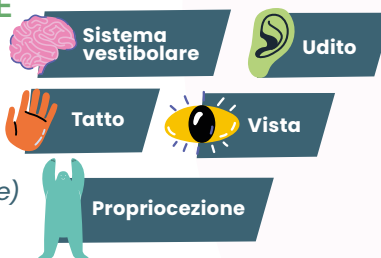 E
Sistema
vestibolare
Udito
Tatto
Vista
e)
Propriocezione